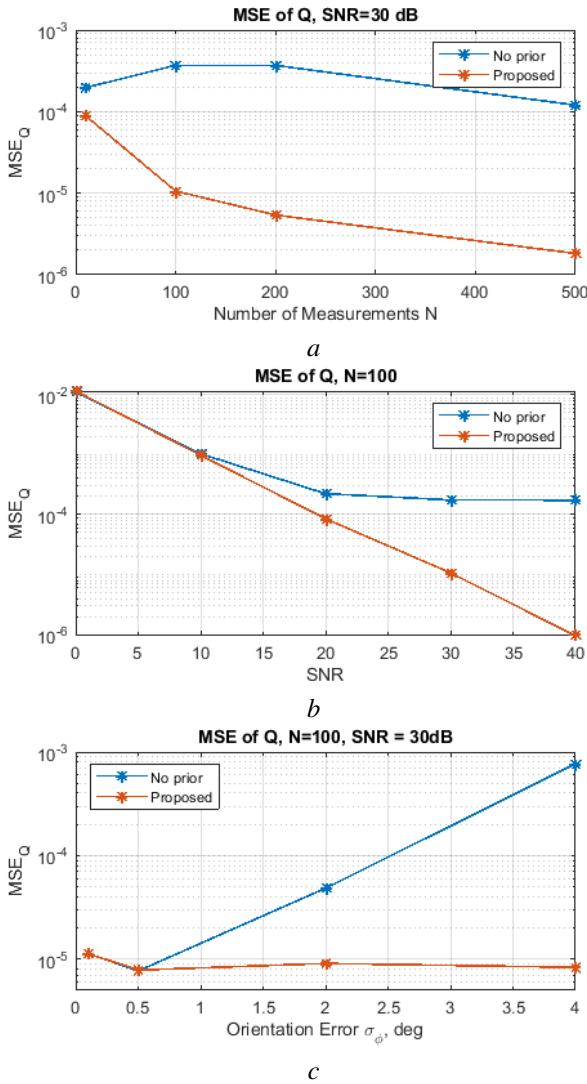 MSE of Q, SNR=30 dB
10^-3
10^-4
10^-5
10^-6
MSE_Q
No prior
Proposed
0 100 200 300 400 500
Number of Measurements N
a
MSE of Q, N=100
10^-2
10^-4
10^-6
MSE_Q
No prior
Proposed
0 5 10 15 20 25 30 35 40
SNR
b
MSE of Q, N=100, SNR = 30dB
10^-3
10^-4
10^-5
MSE_Q
No prior
Proposed
0 0.5 1 1.5 2 2.5 3 3.5 4
Orientation Error σ_ϕ, deg
c